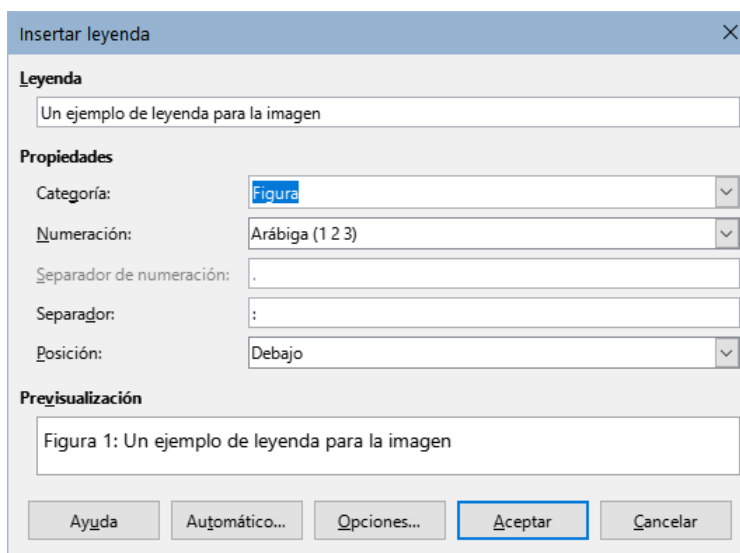 Insertar leyenda
Leyenda
Un ejemplo de leyenda para la imagen
Propiedades
Categoría: Figura
Numeración: Arábiga (1 2 3)
Separador de numeración: .
Separador: :
Posición: Debajo
Previsualización
Figura 1: Un ejemplo de leyenda para la imagen
Ayuda Automático... Opciones... Aceptar Cancelar